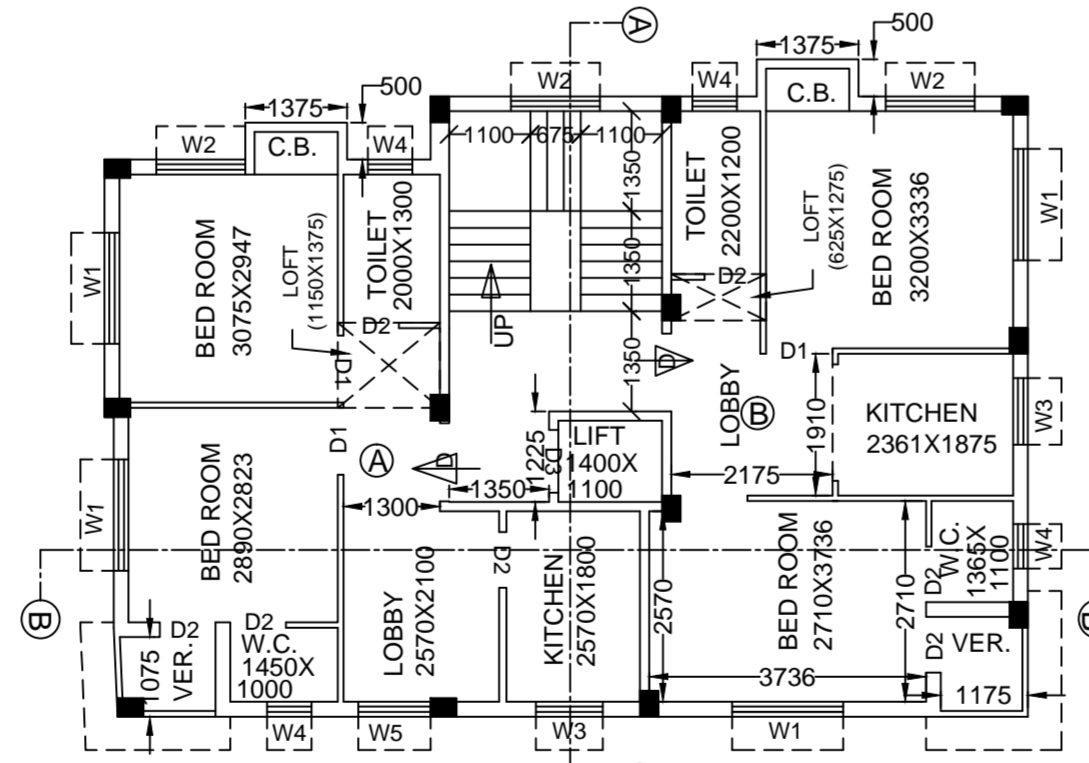 A
500
1375
W2
W4
C.B.
W2
500
1375
W2
C.B.
W4
1100
675
1100
1350
1350
1350
TOILET
2200X1200
LOFT
(625X1275)
BED ROOM
3200X3336
W1
BED ROOM
3075X2947
LOFT
(1150X1375)
TOILET
2000X1300
W1
D2
D2
D1
UP
D
D1
LOBBY
B
1910
KITCHEN
2361X1875
W3
BED ROOM
2890X2823
W1
D1
A
D
1225
D3
LIFT
1400X
1100
1350
1300
2175
D2
LOBBY
2570X2100
KITCHEN
2570X1800
2570
BED ROOM
2710X3736
2710
D2
W.C.
1365X
1100
W4
B
D2
D2
W.C.
1450X
1000
1075
VER.
D2
VER.
3736
1175
W4
W5
W3
W1